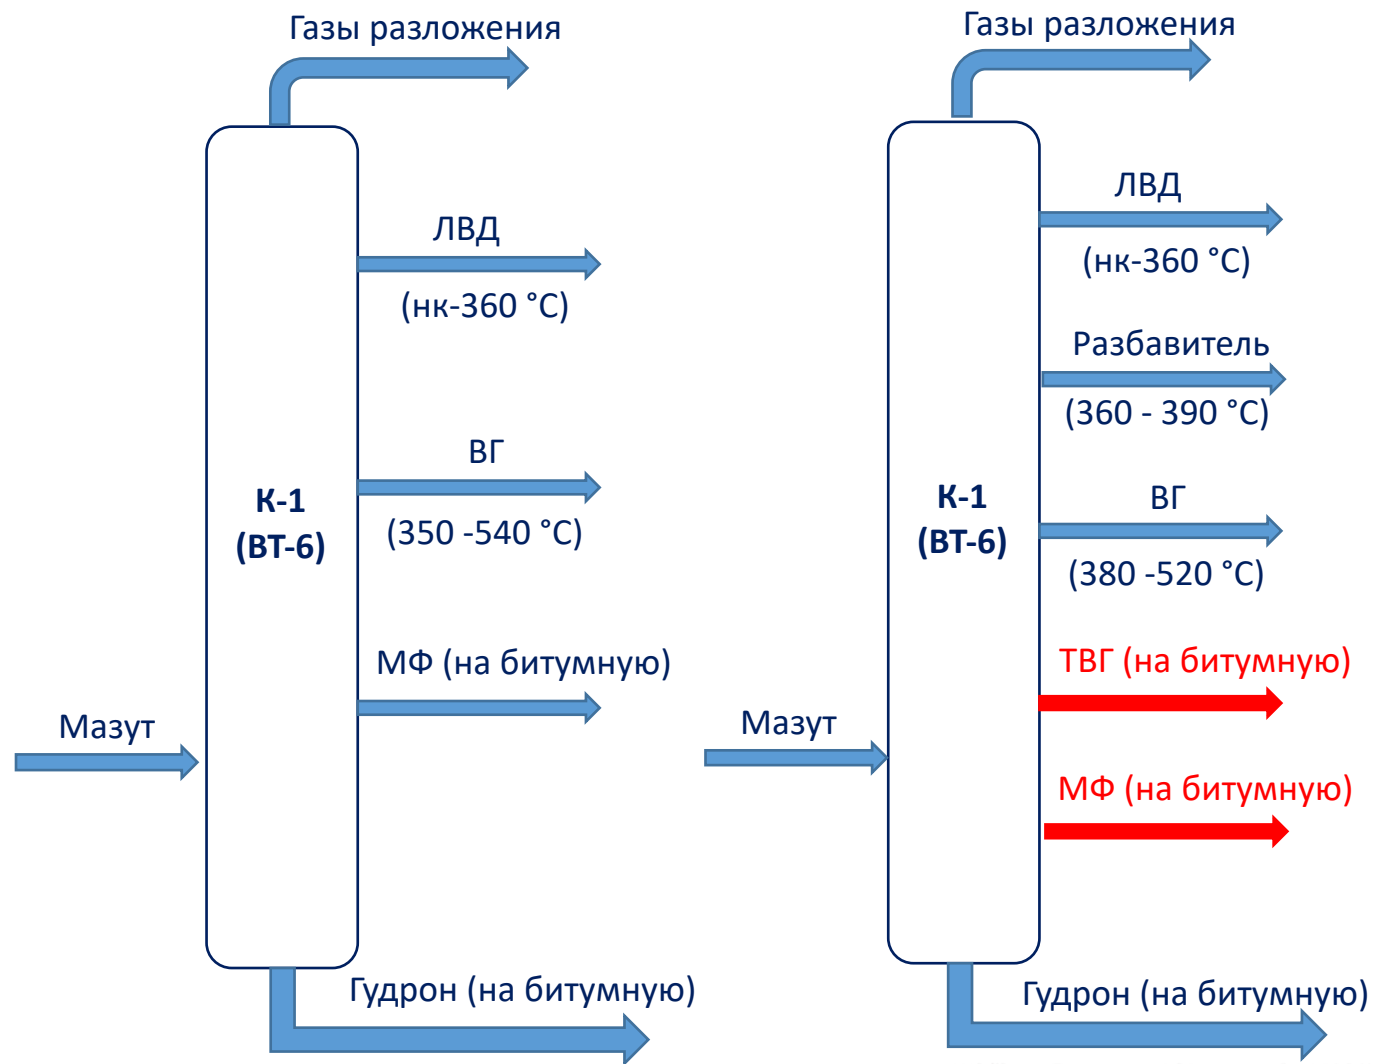 Газы разложения
ЛВД
(нк-360 °C)
ВГ
(350 -540 °C)
К-1
(ВТ-6)
МФ (на битумную)
Мазут
Гудрон (на битумную)
Газы разложения
ЛВД
(нк-360 °C)
Разбавитель
(360 - 390 °C)
ВГ
(380 -520 °C)
К-1
(ВТ-6)
ТВГ (на битумную)
Мазут
МФ (на битумную)
Гудрон (на битумную)